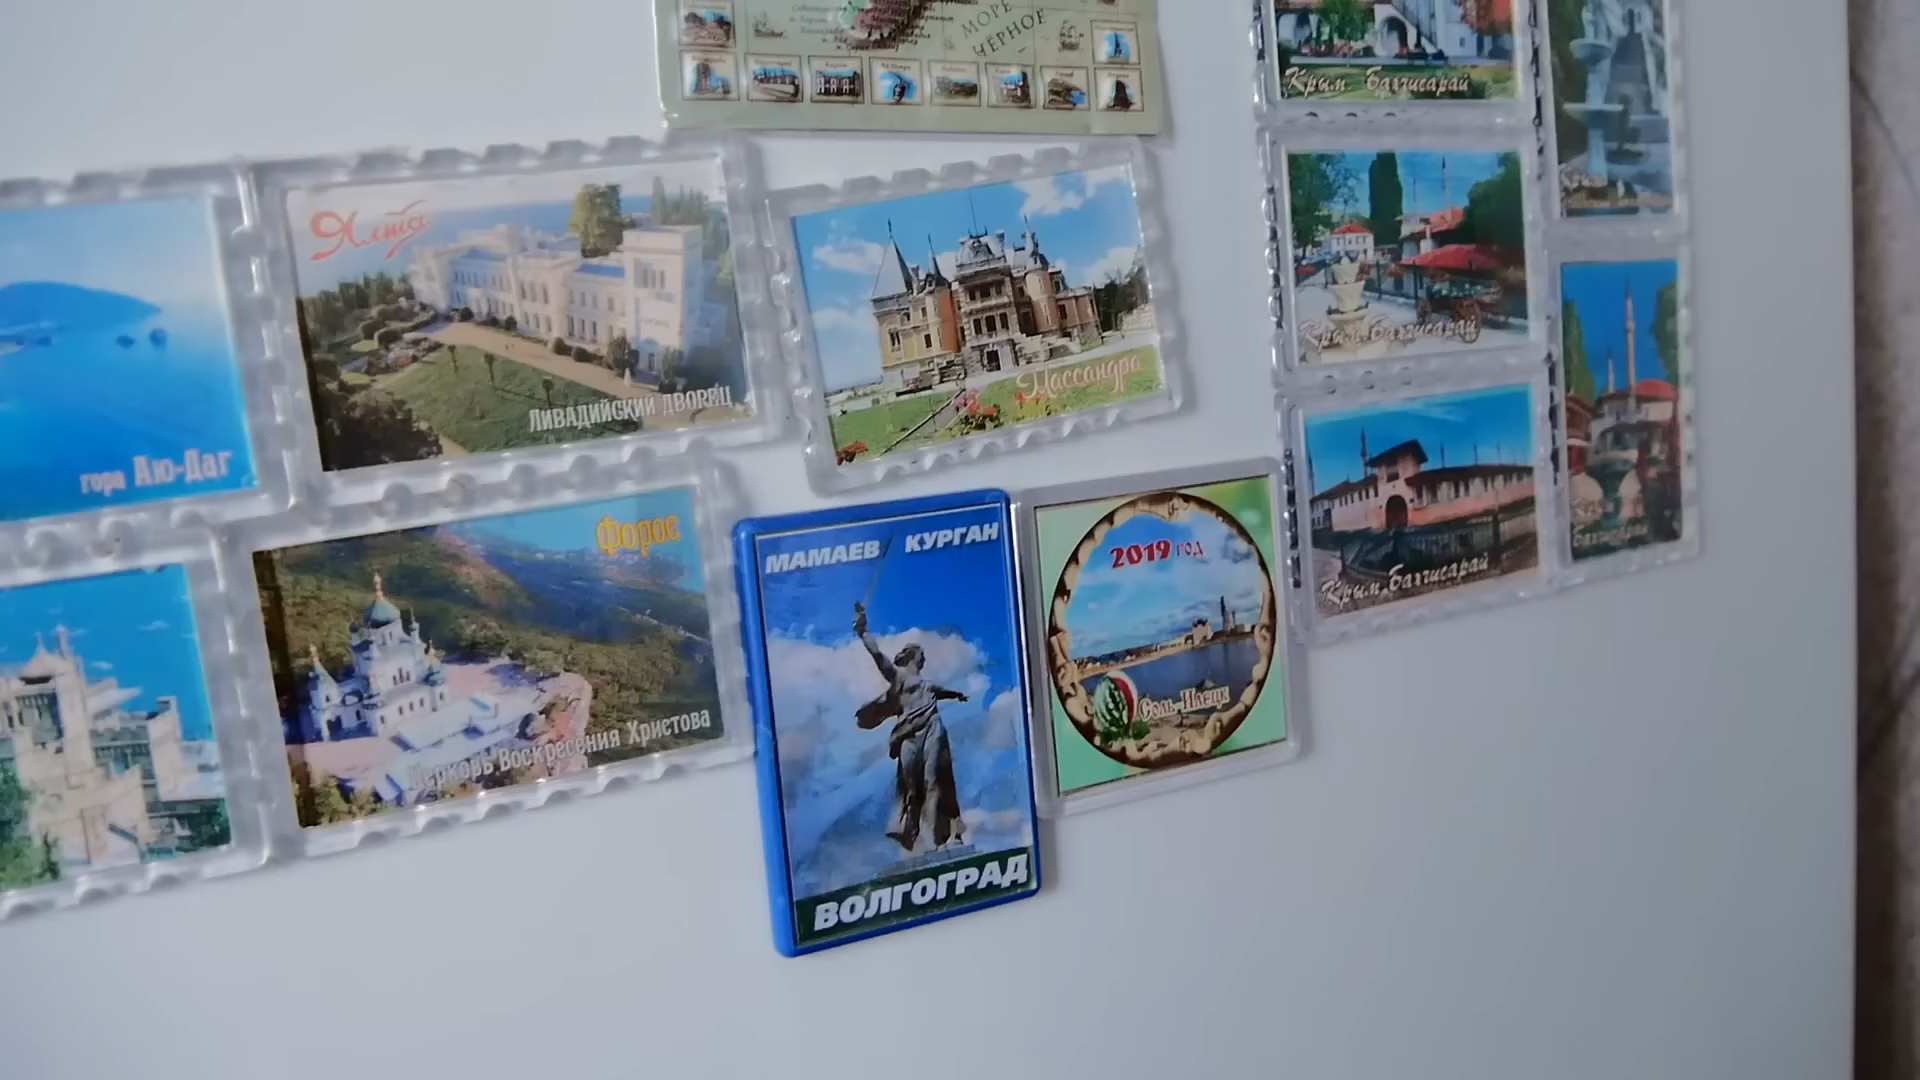 МОРЕ
ЧЕРНОЕ
Крым. Бахчисарай
Ялта
ЛИВАДИЙСКИЙ ДВОРЕЦ
Массандра
Крым. Бахчисарай
гора Аю-Даг
Форос
Церковь Воскресения Христова
МАМАЕВ КУРГАН
ВОЛГОГРАД
2019 год
Соль-Илецк
Крым. Бахчисарай
Бахчисарай